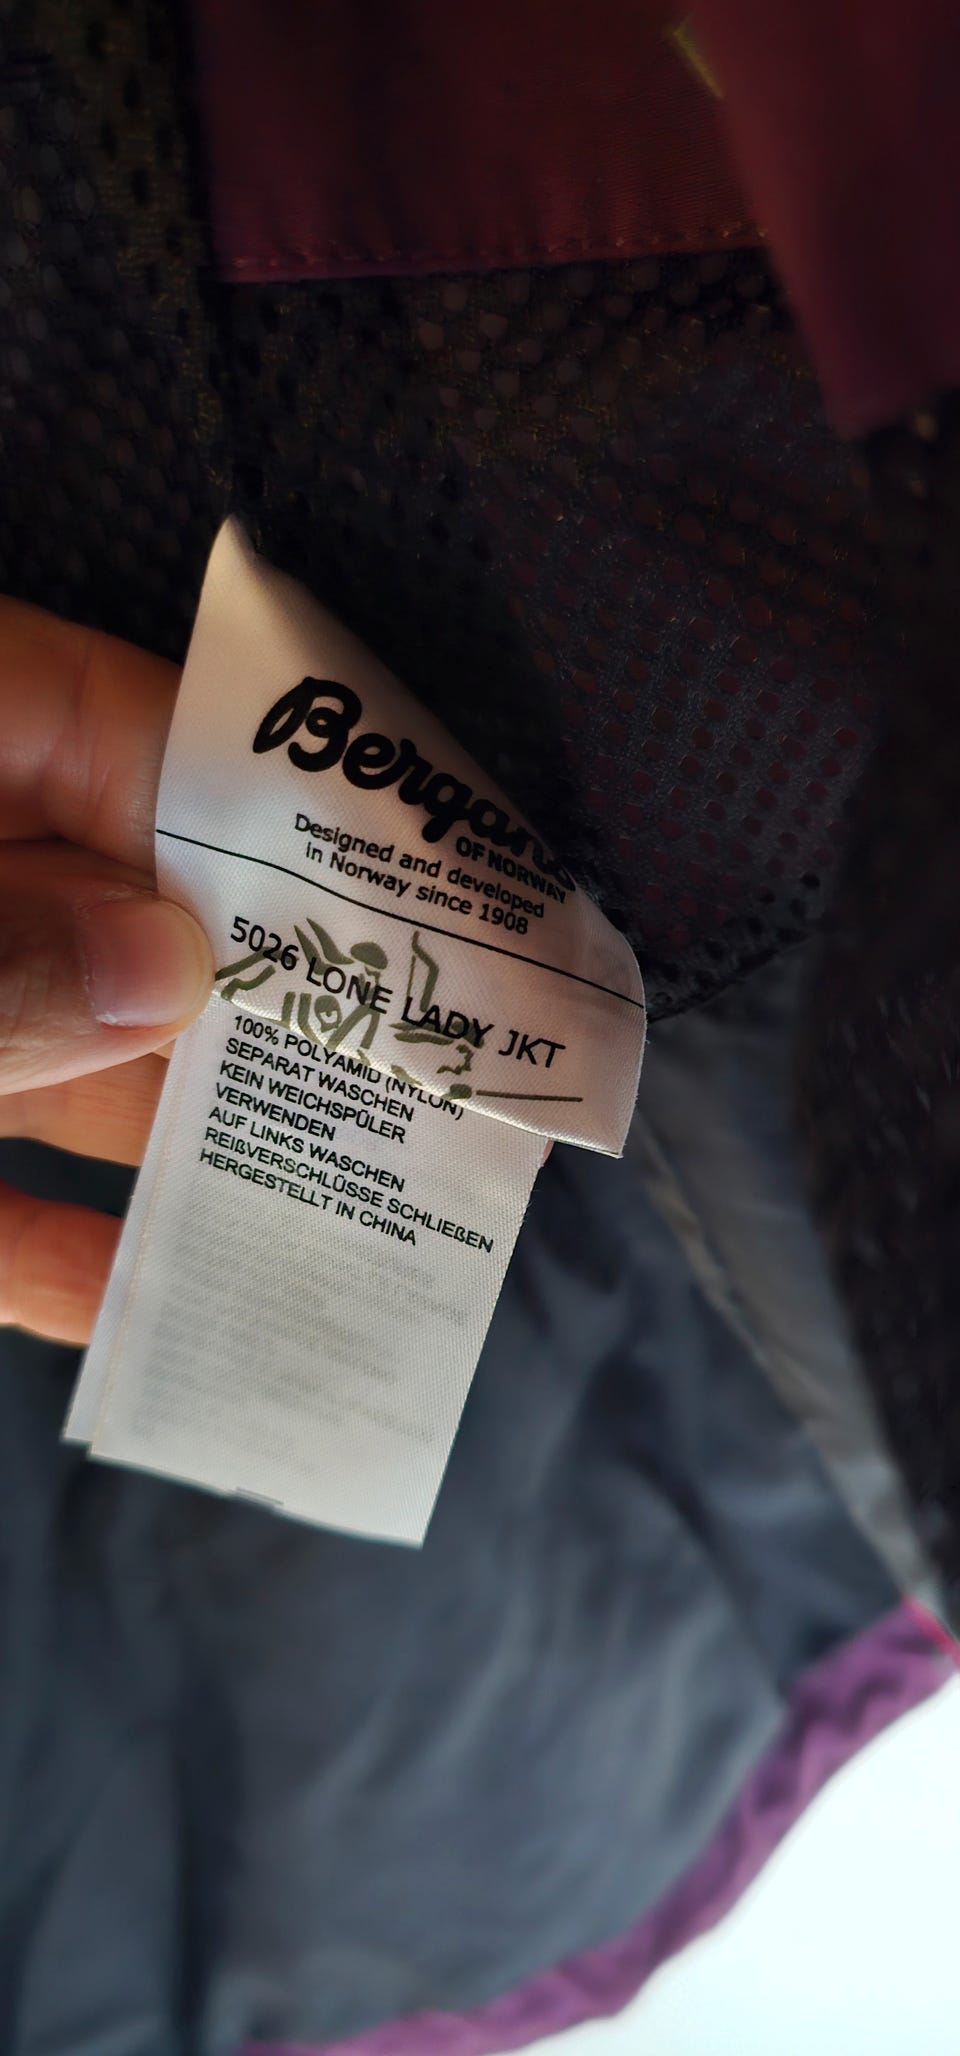 Bergans
OF NORWAY
Designed and developed
in Norway since 1908
5026 LONE LADY JKT
100% POLYAMID (NYLON)
SEPARAT WASCHEN
KEIN WEICHSPÜLER
VERWENDEN
AUF LINKS WASCHEN
REIßVERSCHLÜSSE SCHLIEßEN
HERGESTELLT IN CHINA